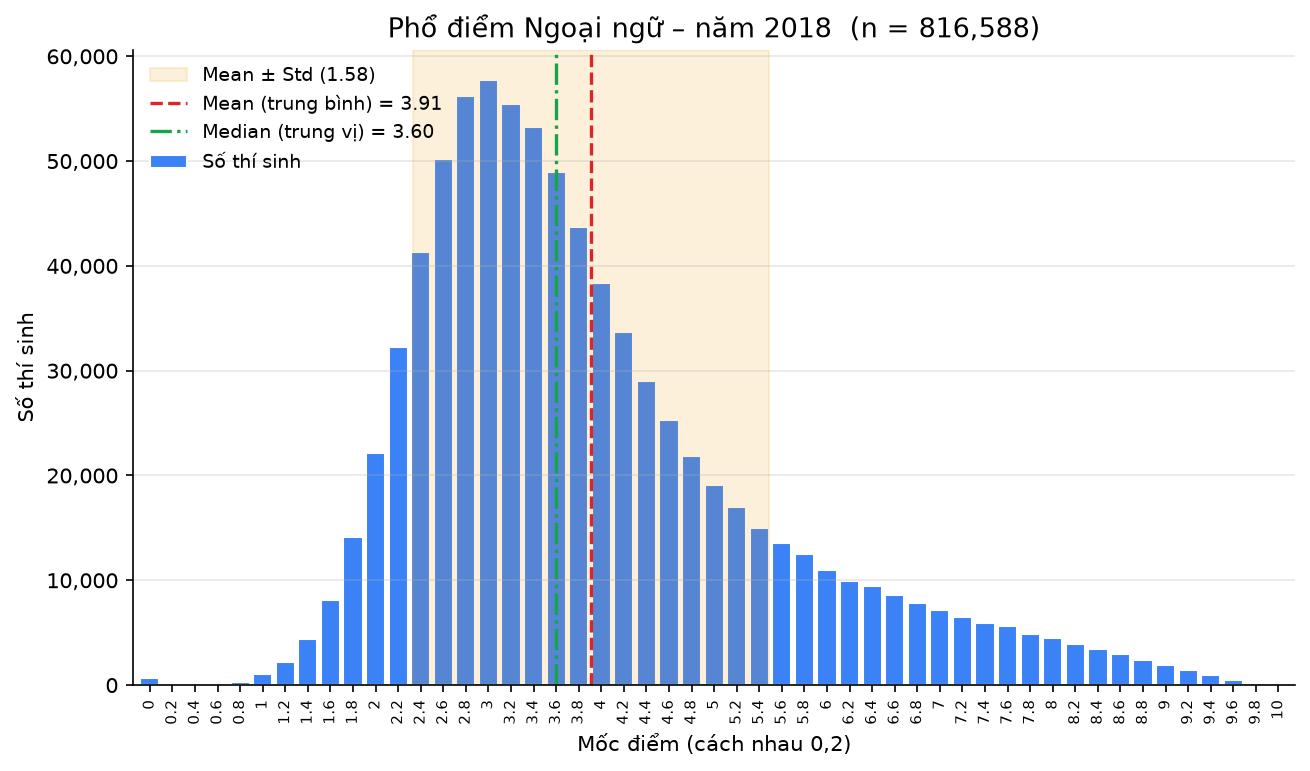 Phổ điểm Ngoại ngữ – năm 2018 (n = 816,588)
Mean ± Std (1.58)
Mean (trung bình) = 3.91
Median (trung vị) = 3.60
Số thí sinh
60,000
50,000
40,000
30,000
20,000
10,000
0
Số thí sinh
0 0.2 0.4 0.6 0.8 1 1.2 1.4 1.6 1.8 2 2.2 2.4 2.6 2.8 3 3.2 3.4 3.6 3.8 4 4.2 4.4 4.6 4.8 5 5.2 5.4 5.6 5.8 6 6.2 6.4 6.6 6.8 7 7.2 7.4 7.6 7.8 8 8.2 8.4 8.6 8.8 9 9.2 9.4 9.6 9.8 10
Mốc điểm (cách nhau 0,2)